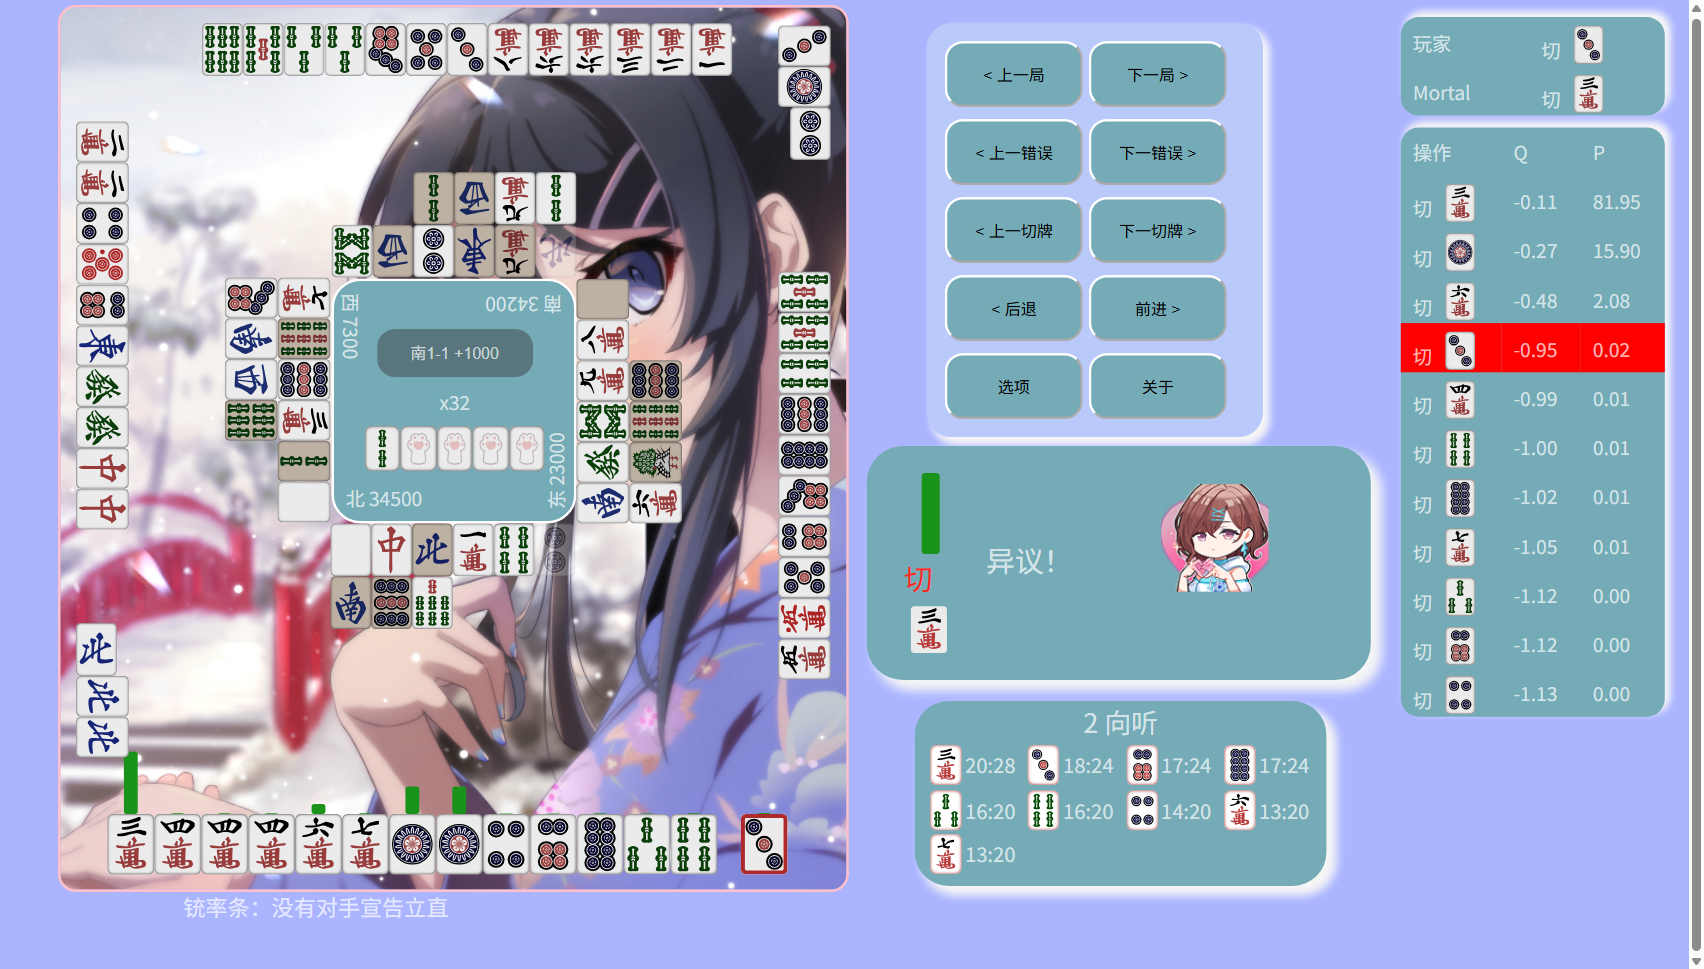 西 7300
南 34200
南1-1 +1000
x32
北 34500
东 23000
铳率条：没有对手宣告立直
< 上一局
下一局 >
< 上一错误
下一错误 >
< 上一切牌
下一切牌 >
< 后退
前进 >
选项
关于
切
异议！
2 向听
20:28 18:24 17:24 17:24
16:20 16:20 14:20 13:20
13:20
玩家 切
Mortal 切
操作 Q P
切 -0.11 81.95
切 -0.27 15.90
切 -0.48 2.08
切 -0.95 0.02
切 -0.99 0.01
切 -1.00 0.01
切 -1.02 0.01
切 -1.05 0.01
切 -1.12 0.00
切 -1.12 0.00
切 -1.13 0.00